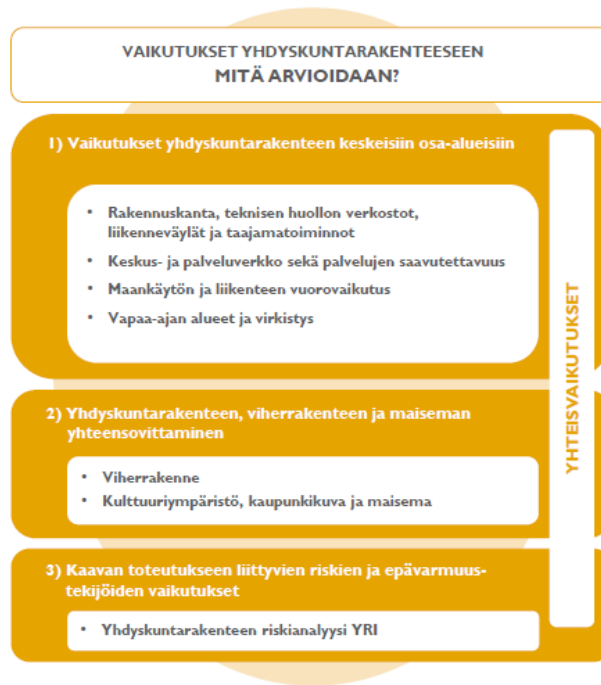 VAIKUTUKSET YHDYSKUNTARAKENTEESEEN
MITÄ ARVIOIDAAN?
1) Vaikutukset yhdyskuntarakenteen keskeisiin osa-alueisiin
• Rakennuskanta, teknisen huollon verkostot,
liikenneväylät ja taajamatoiminnot
• Keskus- ja palveluverkko sekä palvelujen saavutettavuus
• Maankäytön ja liikenteen vuorovaikutus
• Vapaa-ajan alueet ja virkistys
2) Yhdyskuntarakenteen, viherrakenteen ja maiseman
yhteensovittaminen
• Viherrakenne
• Kulttuuriympäristö, kaupunkikuva ja maisema
3) Kaavan toteutukseen liittyvien riskien ja epävarmuus-
tekijöiden vaikutukset
• Yhdyskuntarakenteen riskianalyysi YRI
YHTEISVAIKUTUKSET